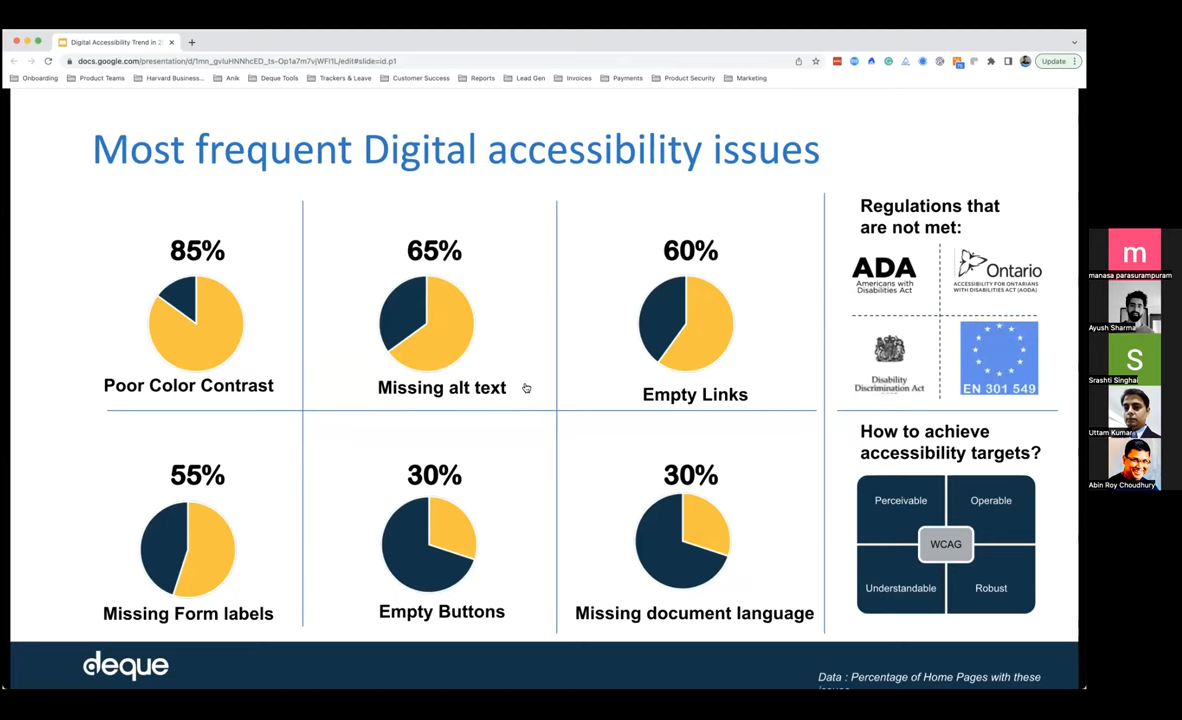 Digital Accessibility Trend in 2
docs.google.com/presentation/d/1mn_gvluHNNhcED_ts-Op1a7m7vjWFI1L/edit#slide=id.p1
Update
Onboarding
Product Teams
Harvard Business...
Anik
Deque Tools
Trackers & Leave
Customer Success
Reports
Lead Gen
Invoices
Payments
Product Security
Marketing
Most frequent Digital accessibility issues
85%
Poor Color Contrast
65%
Missing alt text
60%
Empty Links
55%
Missing Form labels
30%
Empty Buttons
30%
Missing document language
Regulations that
are not met:
ADA
Americans with
Disabilities Act
Ontario
ACCESSIBILITY FOR ONTARIANS
WITH DISABILITIES ACT (AODA)
Disability
Discrimination Act
EN 301 549
How to achieve
accessibility targets?
Perceivable
Operable
WCAG
Understandable
Robust
deque
Data : Percentage of Home Pages with these
m
manasa parasurampuram
Ayush Sharma
S
Srashti Singhal
Uttam Kumar
Abin Roy Choudhury